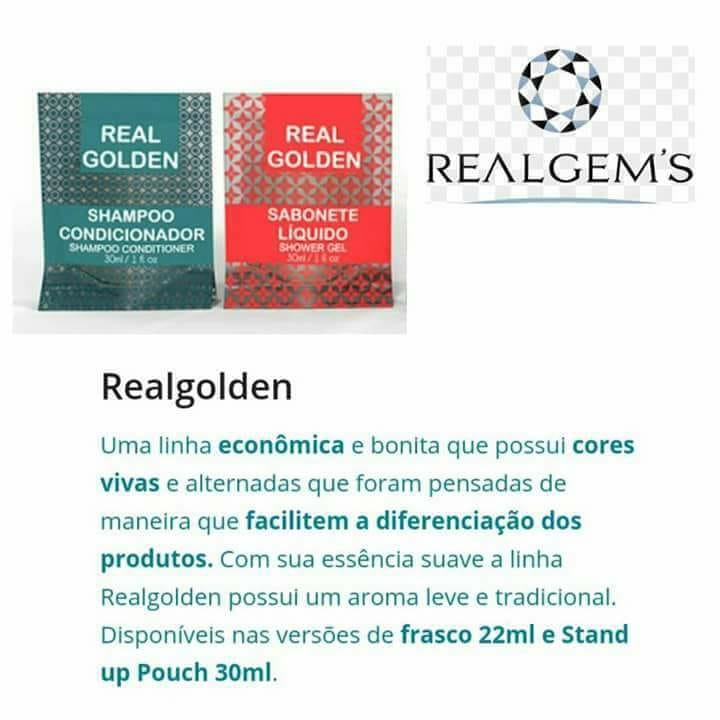 REAL
GOLDEN
SHAMPOO
CONDICIONADOR
SHAMPOO CONDITIONER
30ml / 1 fl oz
REAL
GOLDEN
SABONETE
LÍQUIDO
SHOWER GEL
30ml / 1 fl oz
REALGEM'S
Realgolden
Uma linha econômica e bonita que possui cores
vivas e alternadas que foram pensadas de
maneira que facilitem a diferenciação dos
produtos. Com sua essência suave a linha
Realgolden possui um aroma leve e tradicional.
Disponíveis nas versões de frasco 22ml e Stand
up Pouch 30ml.